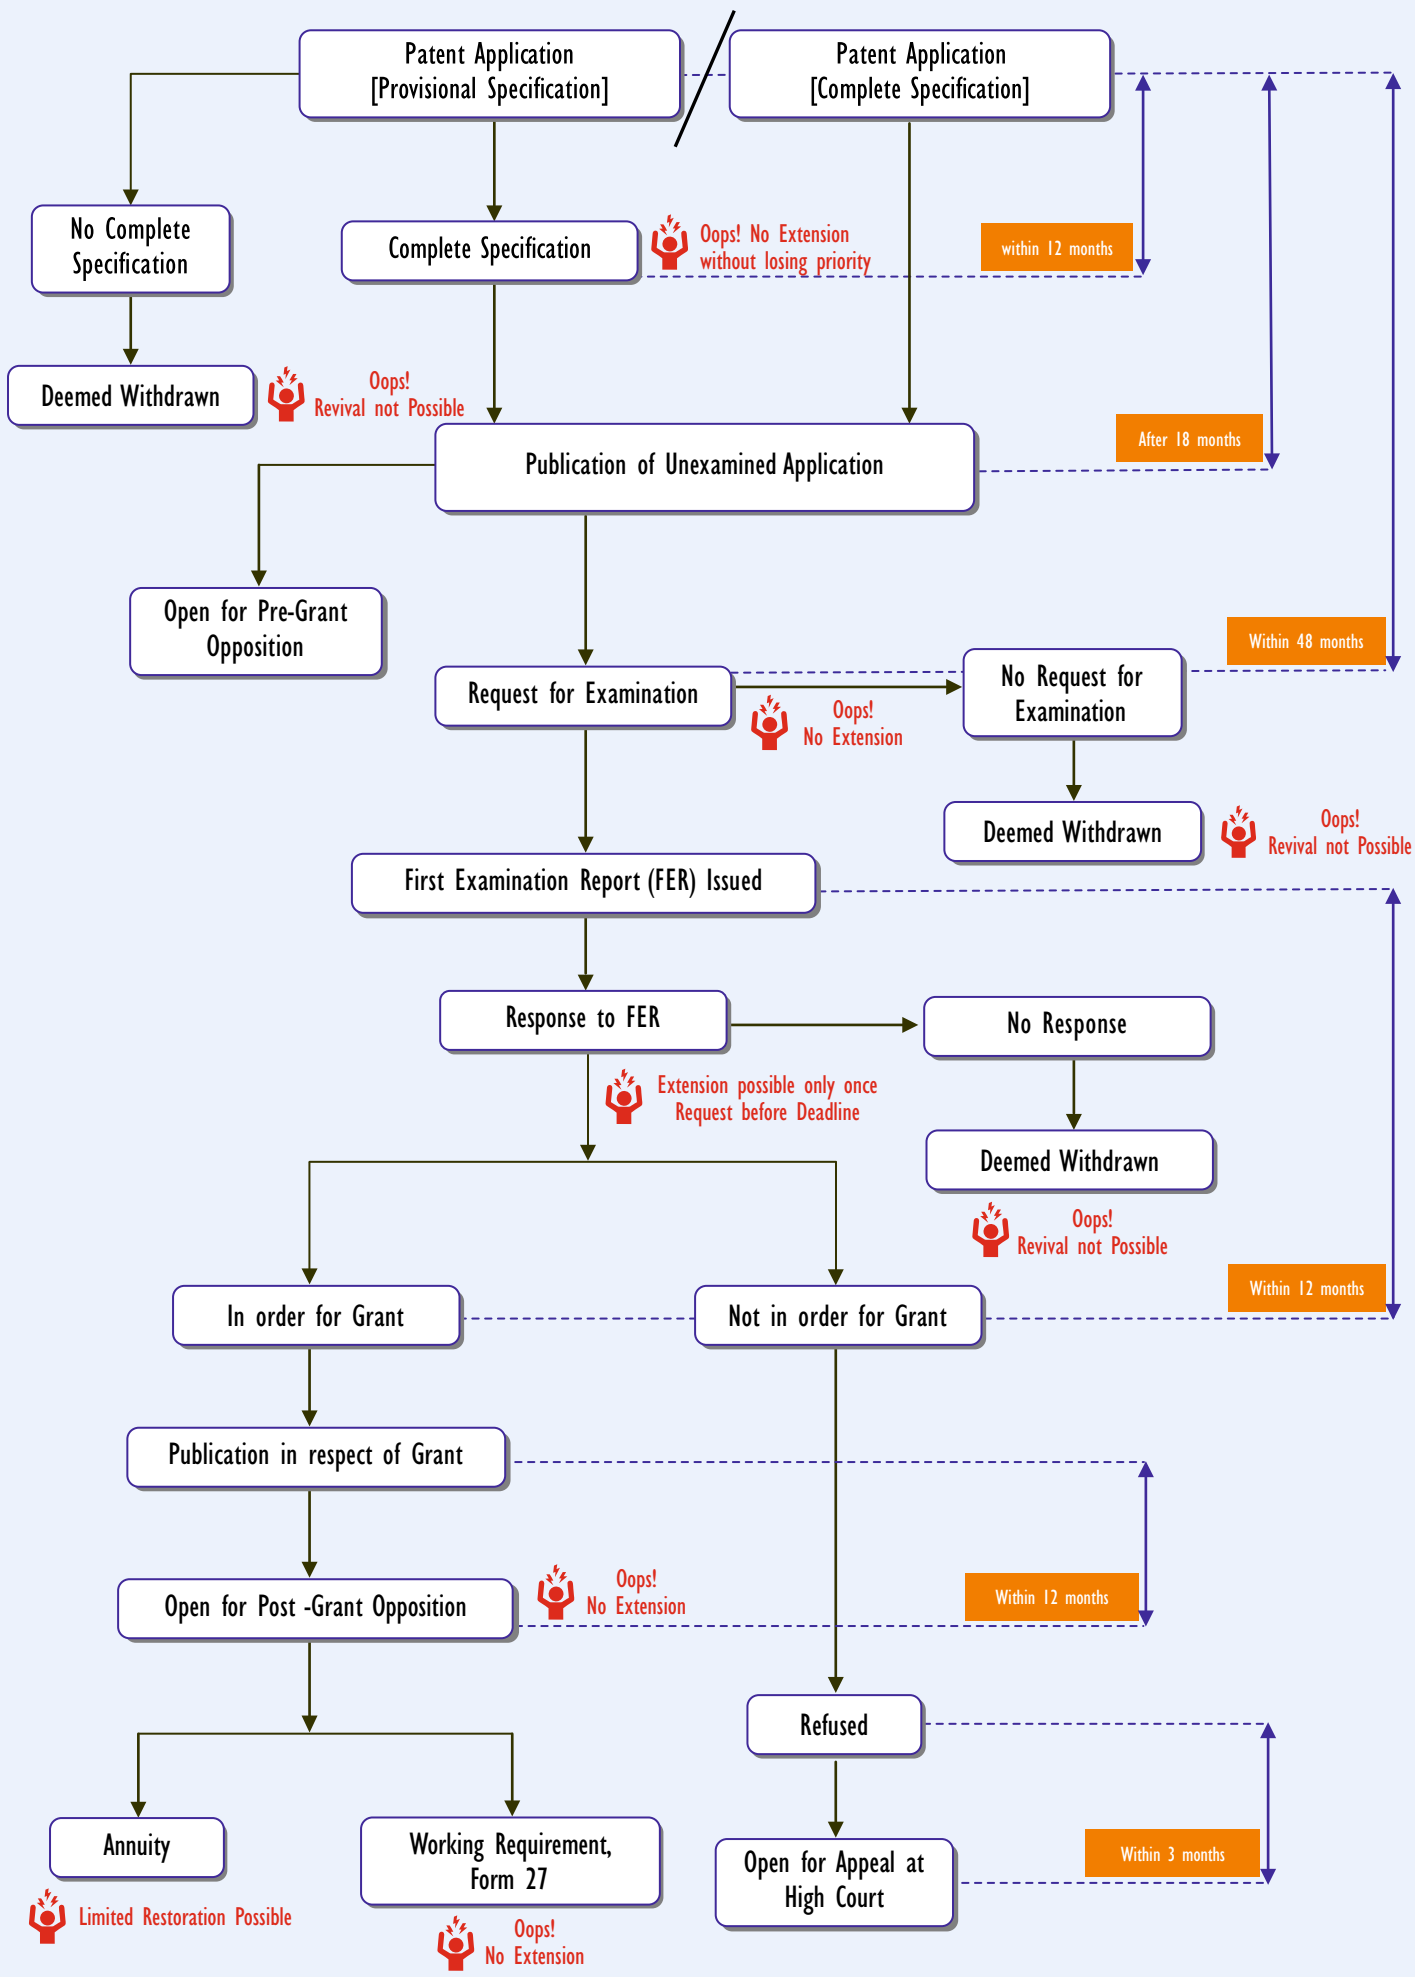 Patent Application
[Provisional Specification]
Patent Application
[Complete Specification]
No Complete
Specification
Complete Specification
Oops! No Extension
without losing priority
within 12 months
Deemed Withdrawn
Oops!
Revival not Possible
After 18 months
Publication of Unexamined Application
Open for Pre-Grant
Opposition
Within 48 months
Request for Examination
Oops!
No Extension
No Request for
Examination
Deemed Withdrawn
Oops!
Revival not Possible
First Examination Report (FER) Issued
Response to FER
No Response
Extension possible only once
Request before Deadline
Deemed Withdrawn
Oops!
Revival not Possible
Within 12 months
In order for Grant
Not in order for Grant
Publication in respect of Grant
Open for Post -Grant Opposition
Oops!
No Extension
Within 12 months
Refused
Annuity
Limited Restoration Possible
Working Requirement,
Form 27
Oops!
No Extension
Open for Appeal at
High Court
Within 3 months